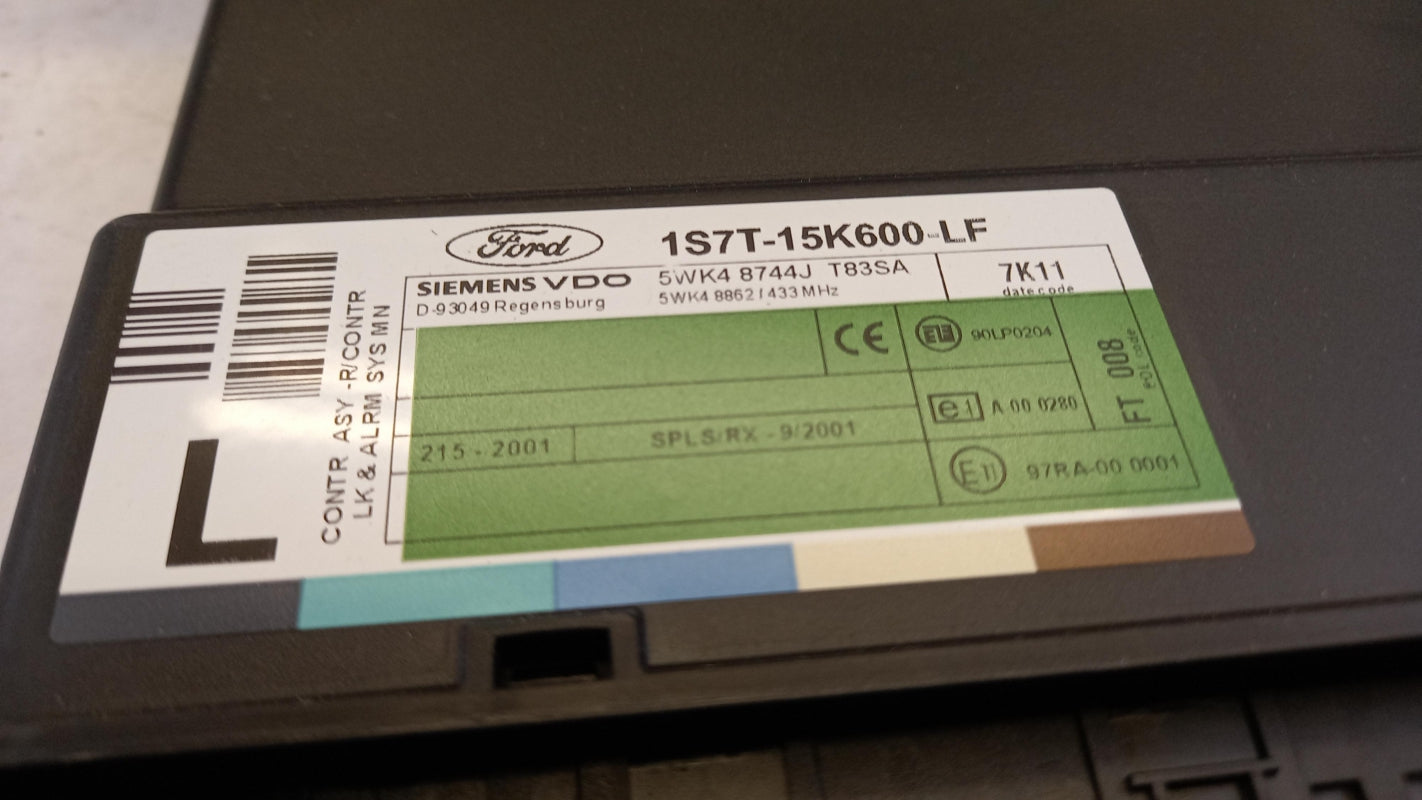 Ford
1S7T-15K600-LF
SIEMENS VDO
D-93049 Regensburg
5WK4 8744J T83SA
5WK4 8862 / 433 MHz
7K11
date code
CE
90LP0204
e1 A 00 0280
E11 97RA-00 0001
FT 008
POL code
215 - 2001
SPLS/RX - 9/2001
CONTR ASY -R/CONTR
LK & ALRM SYS MN
L